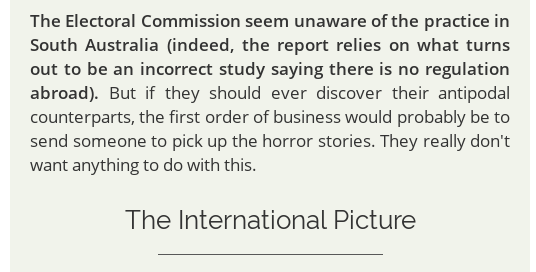 The Electoral Commission seem unaware of the practice in
South Australia (indeed, the report relies on what turns
out to be an incorrect study saying there is no regulation
abroad). But if they should ever discover their antipodal
counterparts, the first order of business would probably be to
send someone to pick up the horror stories. They really don't
want anything to do with this.
The International Picture